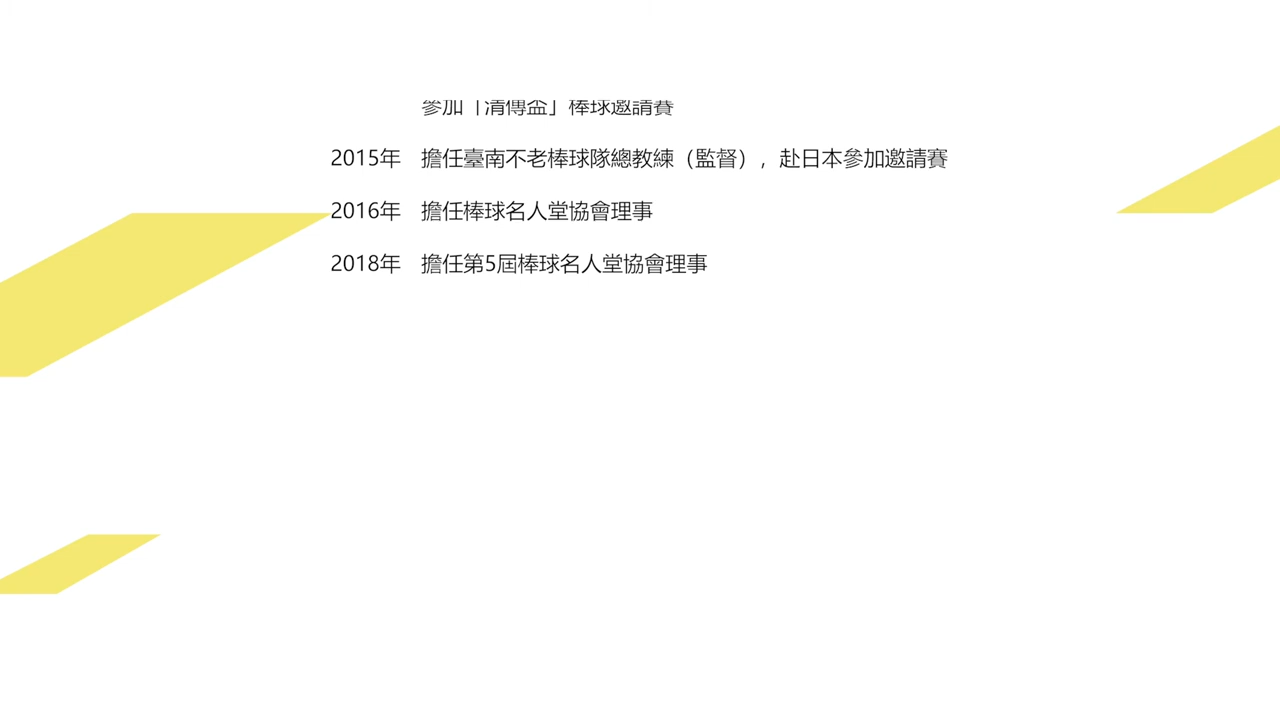 參加「清傳盃」棒球邀請賽
2015年 擔任臺南不老棒球隊總教練（監督），赴日本參加邀請賽
2016年 擔任棒球名人堂協會理事
2018年 擔任第5屆棒球名人堂協會理事